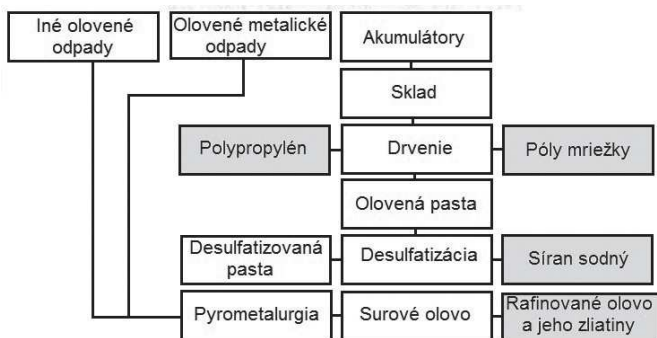 Iné olovené
odpady
Olovené metalické
odpady
Akumulátory
Sklad
Polypropylén
Drvenie
Póly mriežky
Olovená pasta
Desulfatizovaná
pasta
Desulfatizácia
Síran sodný
Pyrometalurgia
Surové olovo
Rafinované olovo
a jeho zliatiny